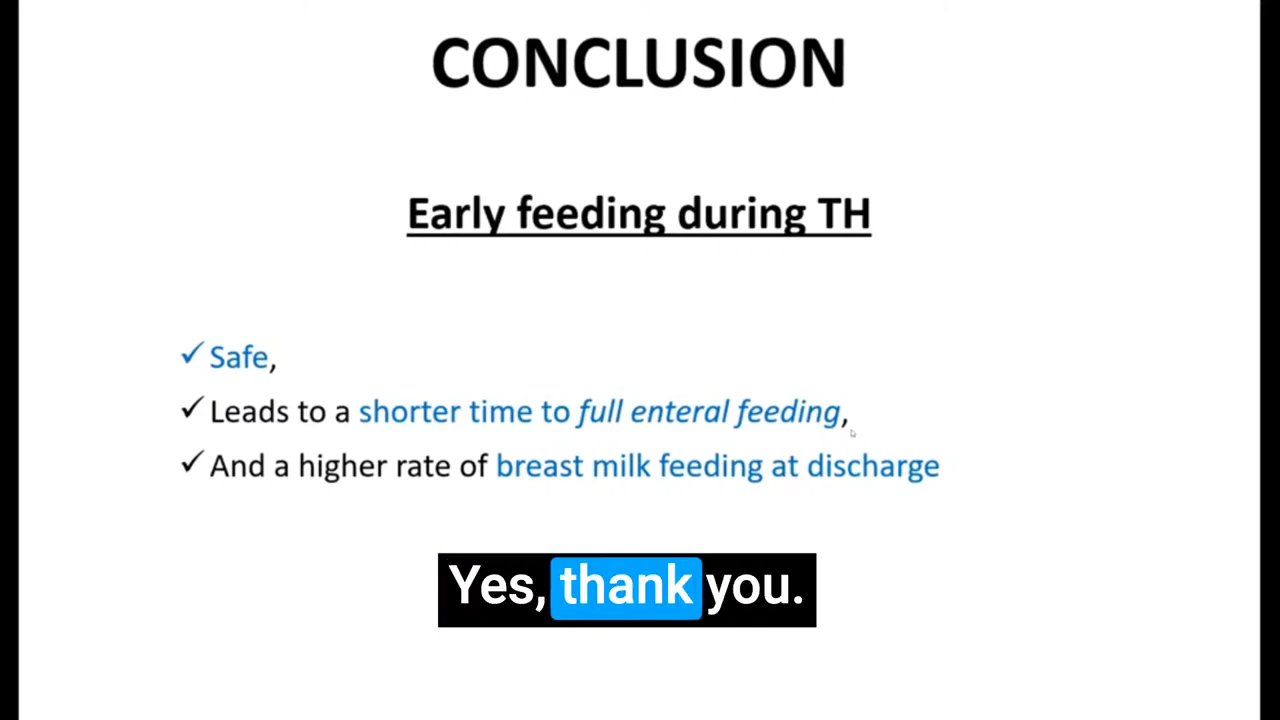 CONCLUSION
Early feeding during TH
✓ Safe,
✓ Leads to a shorter time to full enteral feeding,
✓ And a higher rate of breast milk feeding at discharge
Yes, thank you.